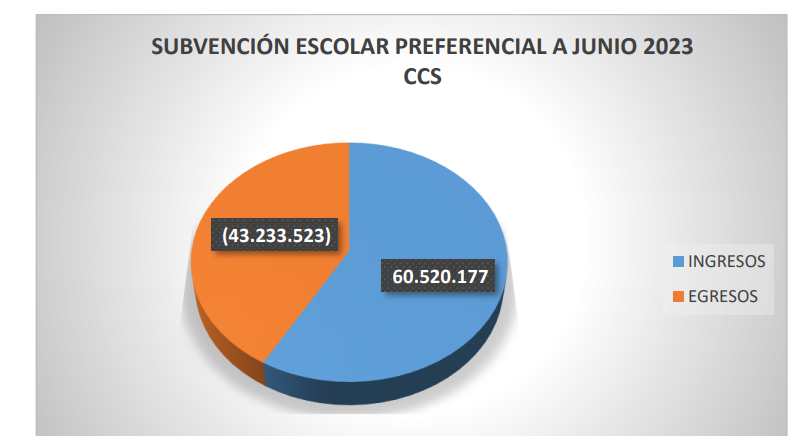 SUBVENCIÓN ESCOLAR PREFERENCIAL A JUNIO 2023
CCS
(43.233.523)
60.520.177
INGRESOS
EGRESOS